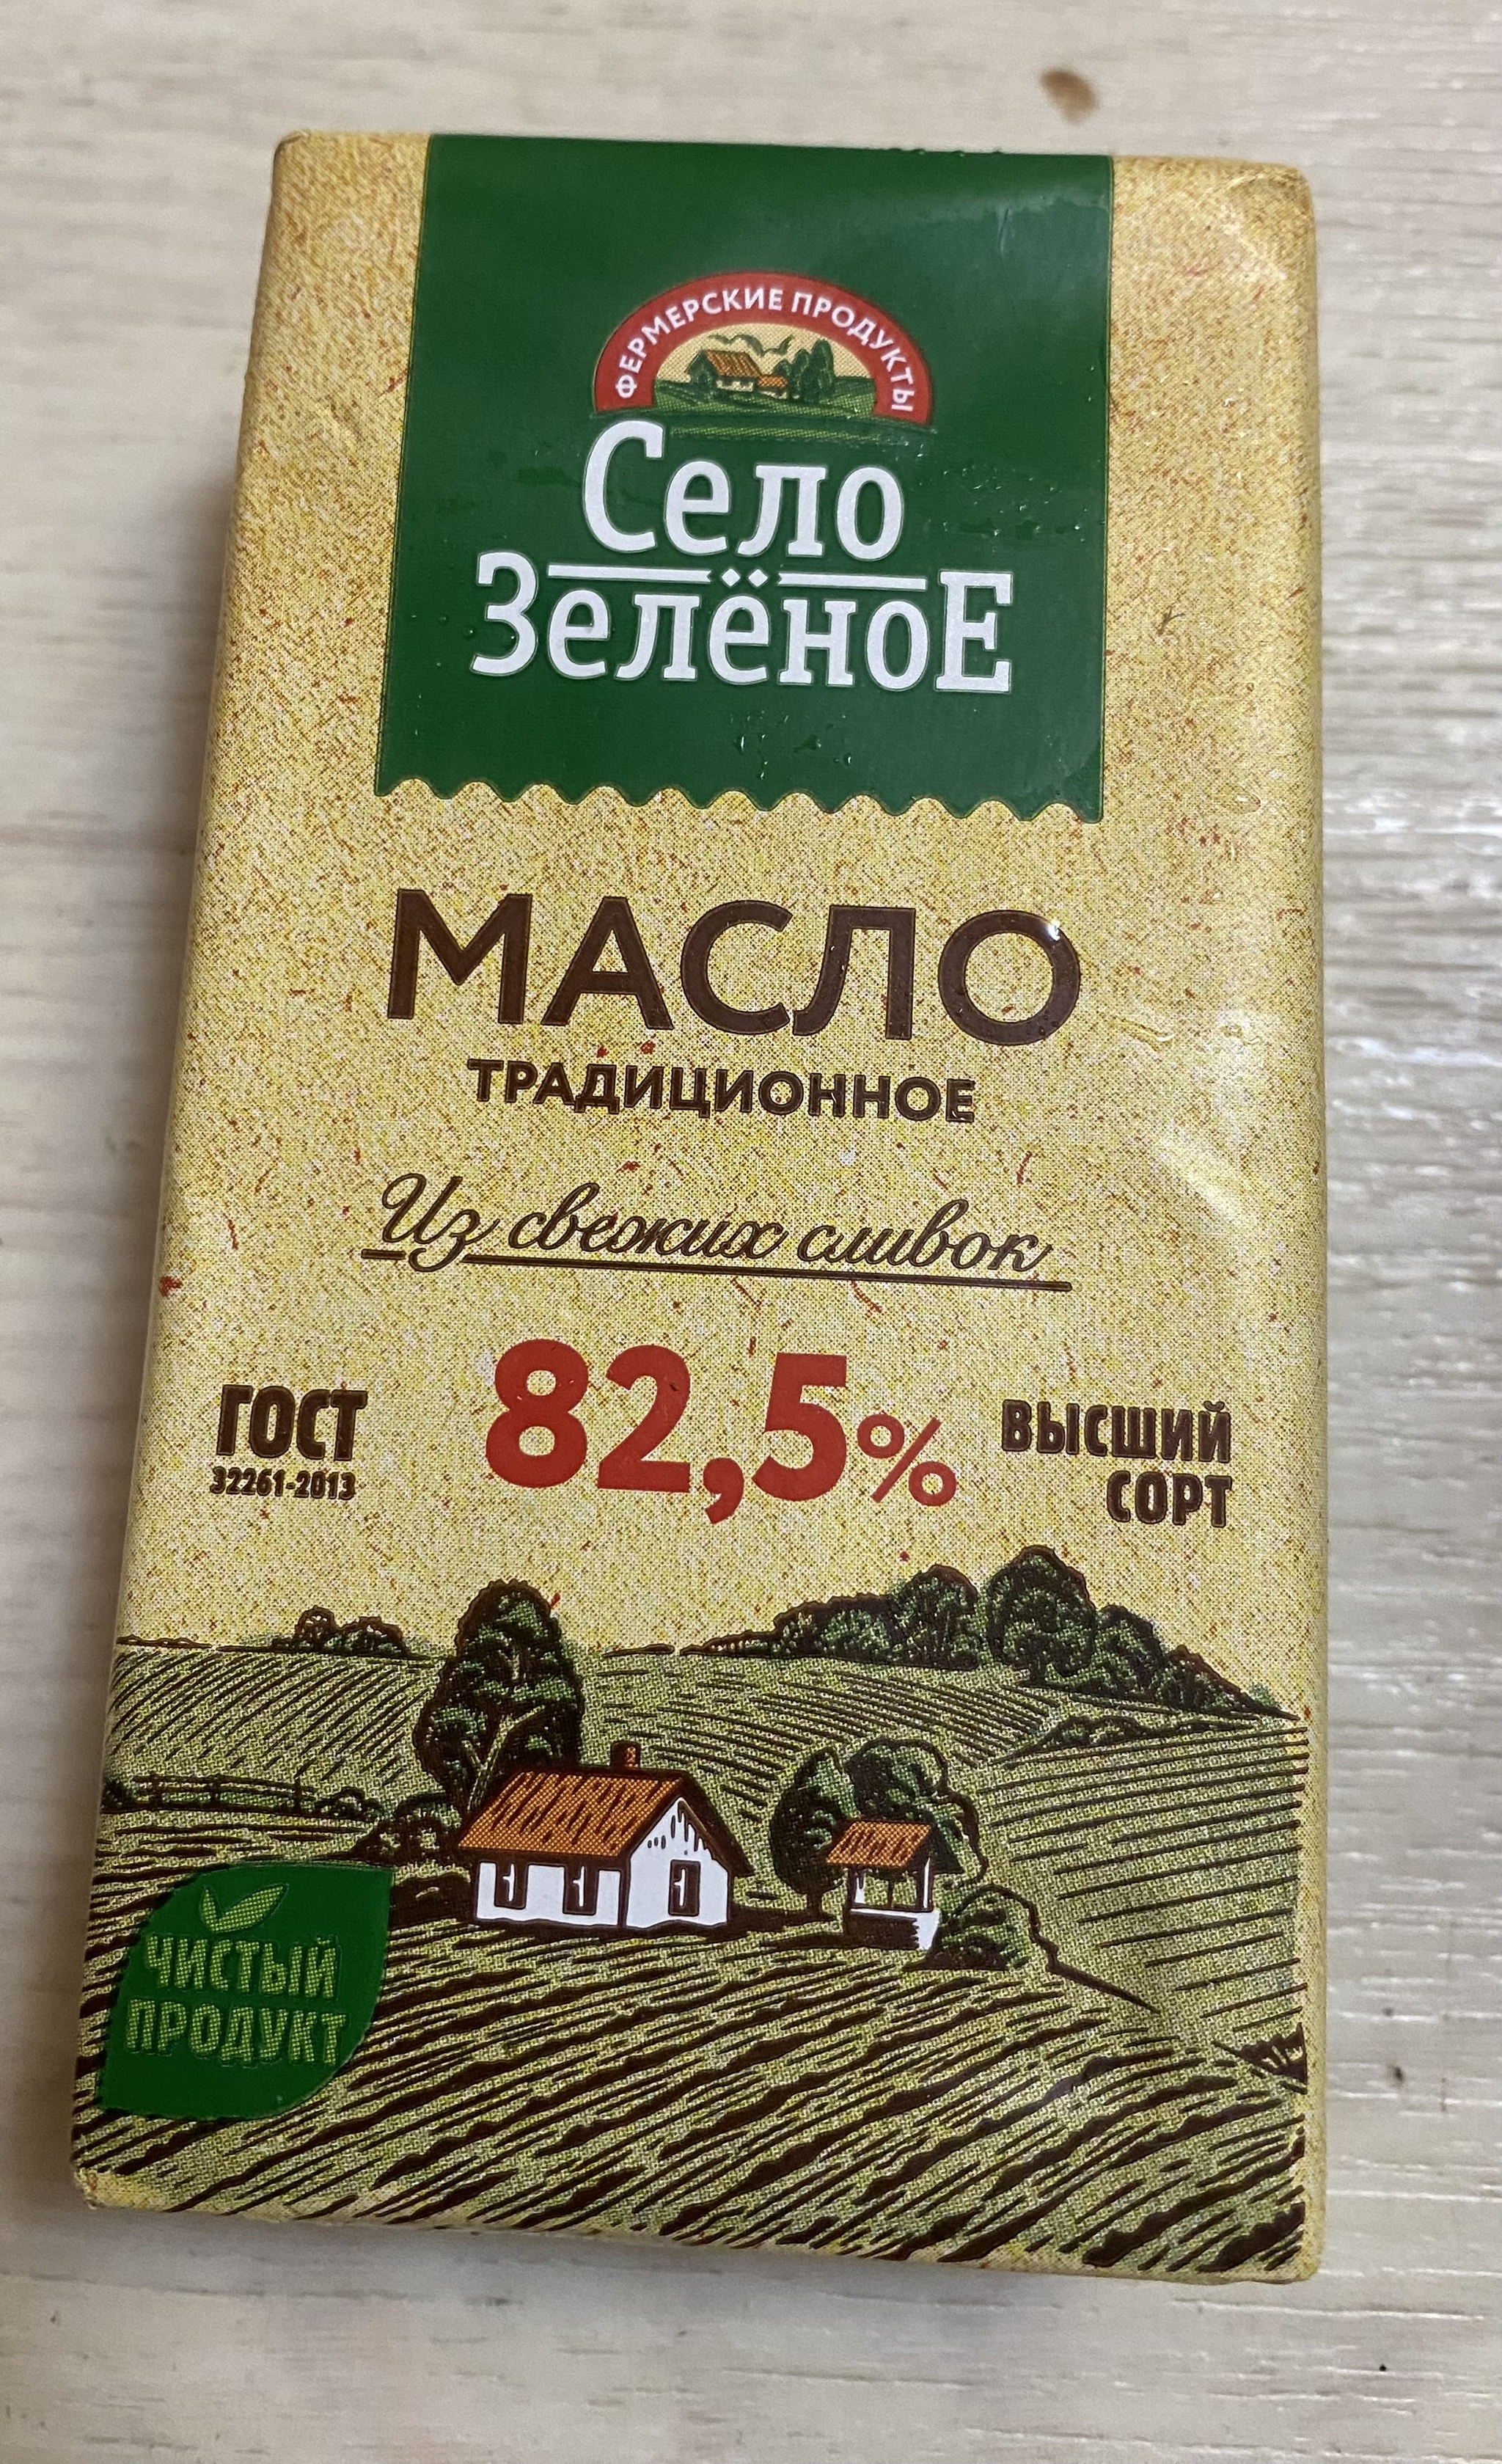 ФЕРМЕРСКИЕ ПРОДУКТЫ
Село
ЗелёноЕ
МАСЛО
ТРАДИЦИОННОЕ
Из свежих сливок
82,5%
ГОСТ
32261-2013
ВЫСШИЙ
СОРТ
ЧИСТЫЙ
ПРОДУКТ